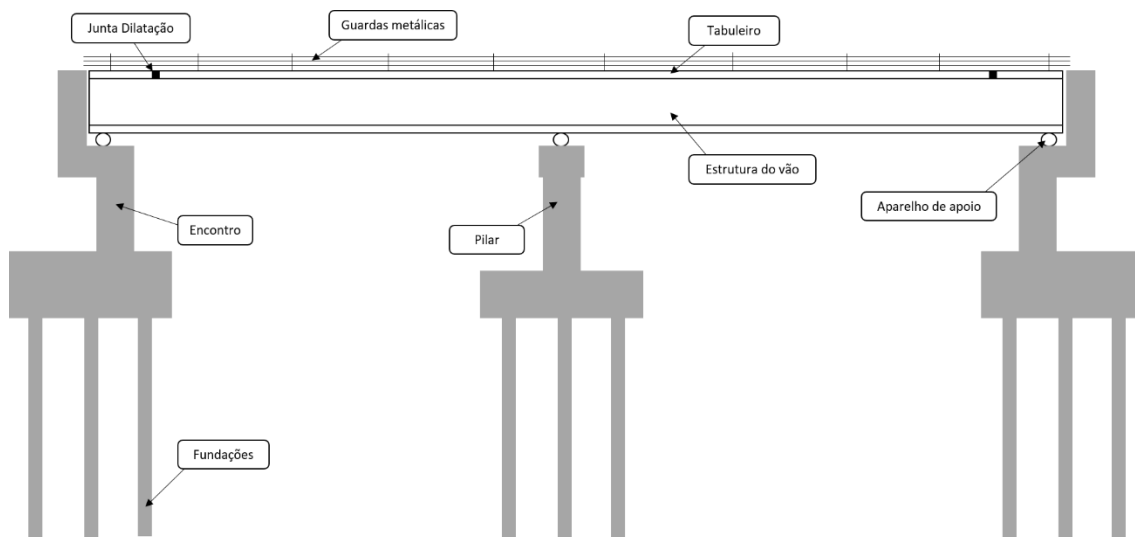 Junta Dilatação
Guardas metálicas
Tabuleiro
Estrutura do vão
Aparelho de apoio
Encontro
Pilar
Fundações